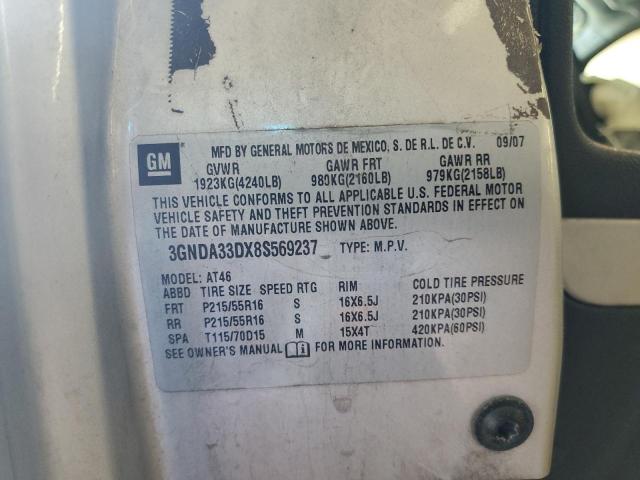 GM
MFD BY GENERAL MOTORS DE MEXICO, S. DE R.L. DE C.V. 09/07
GVWR GAWR FRT GAWR RR
1923KG(4240LB) 980KG(2160LB) 979KG(2158LB)
THIS VEHICLE CONFORMS TO ALL APPLICABLE U.S. FEDERAL MOTOR
VEHICLE SAFETY AND THEFT PREVENTION STANDARDS IN EFFECT ON
THE DATE OF MANUFACTURE SHOWN ABOVE.
3GNDA33DX8S569237 TYPE: M.P.V.
MODEL: AT46
ABBD TIRE SIZE SPEED RTG RIM COLD TIRE PRESSURE
FRT P215/55R16 S 16X6.5J 210KPA(30PSI)
RR P215/55R16 S 16X6.5J 210KPA(30PSI)
SPA T115/70D15 M 15X4T 420KPA(60PSI)
SEE OWNER'S MANUAL FOR MORE INFORMATION.